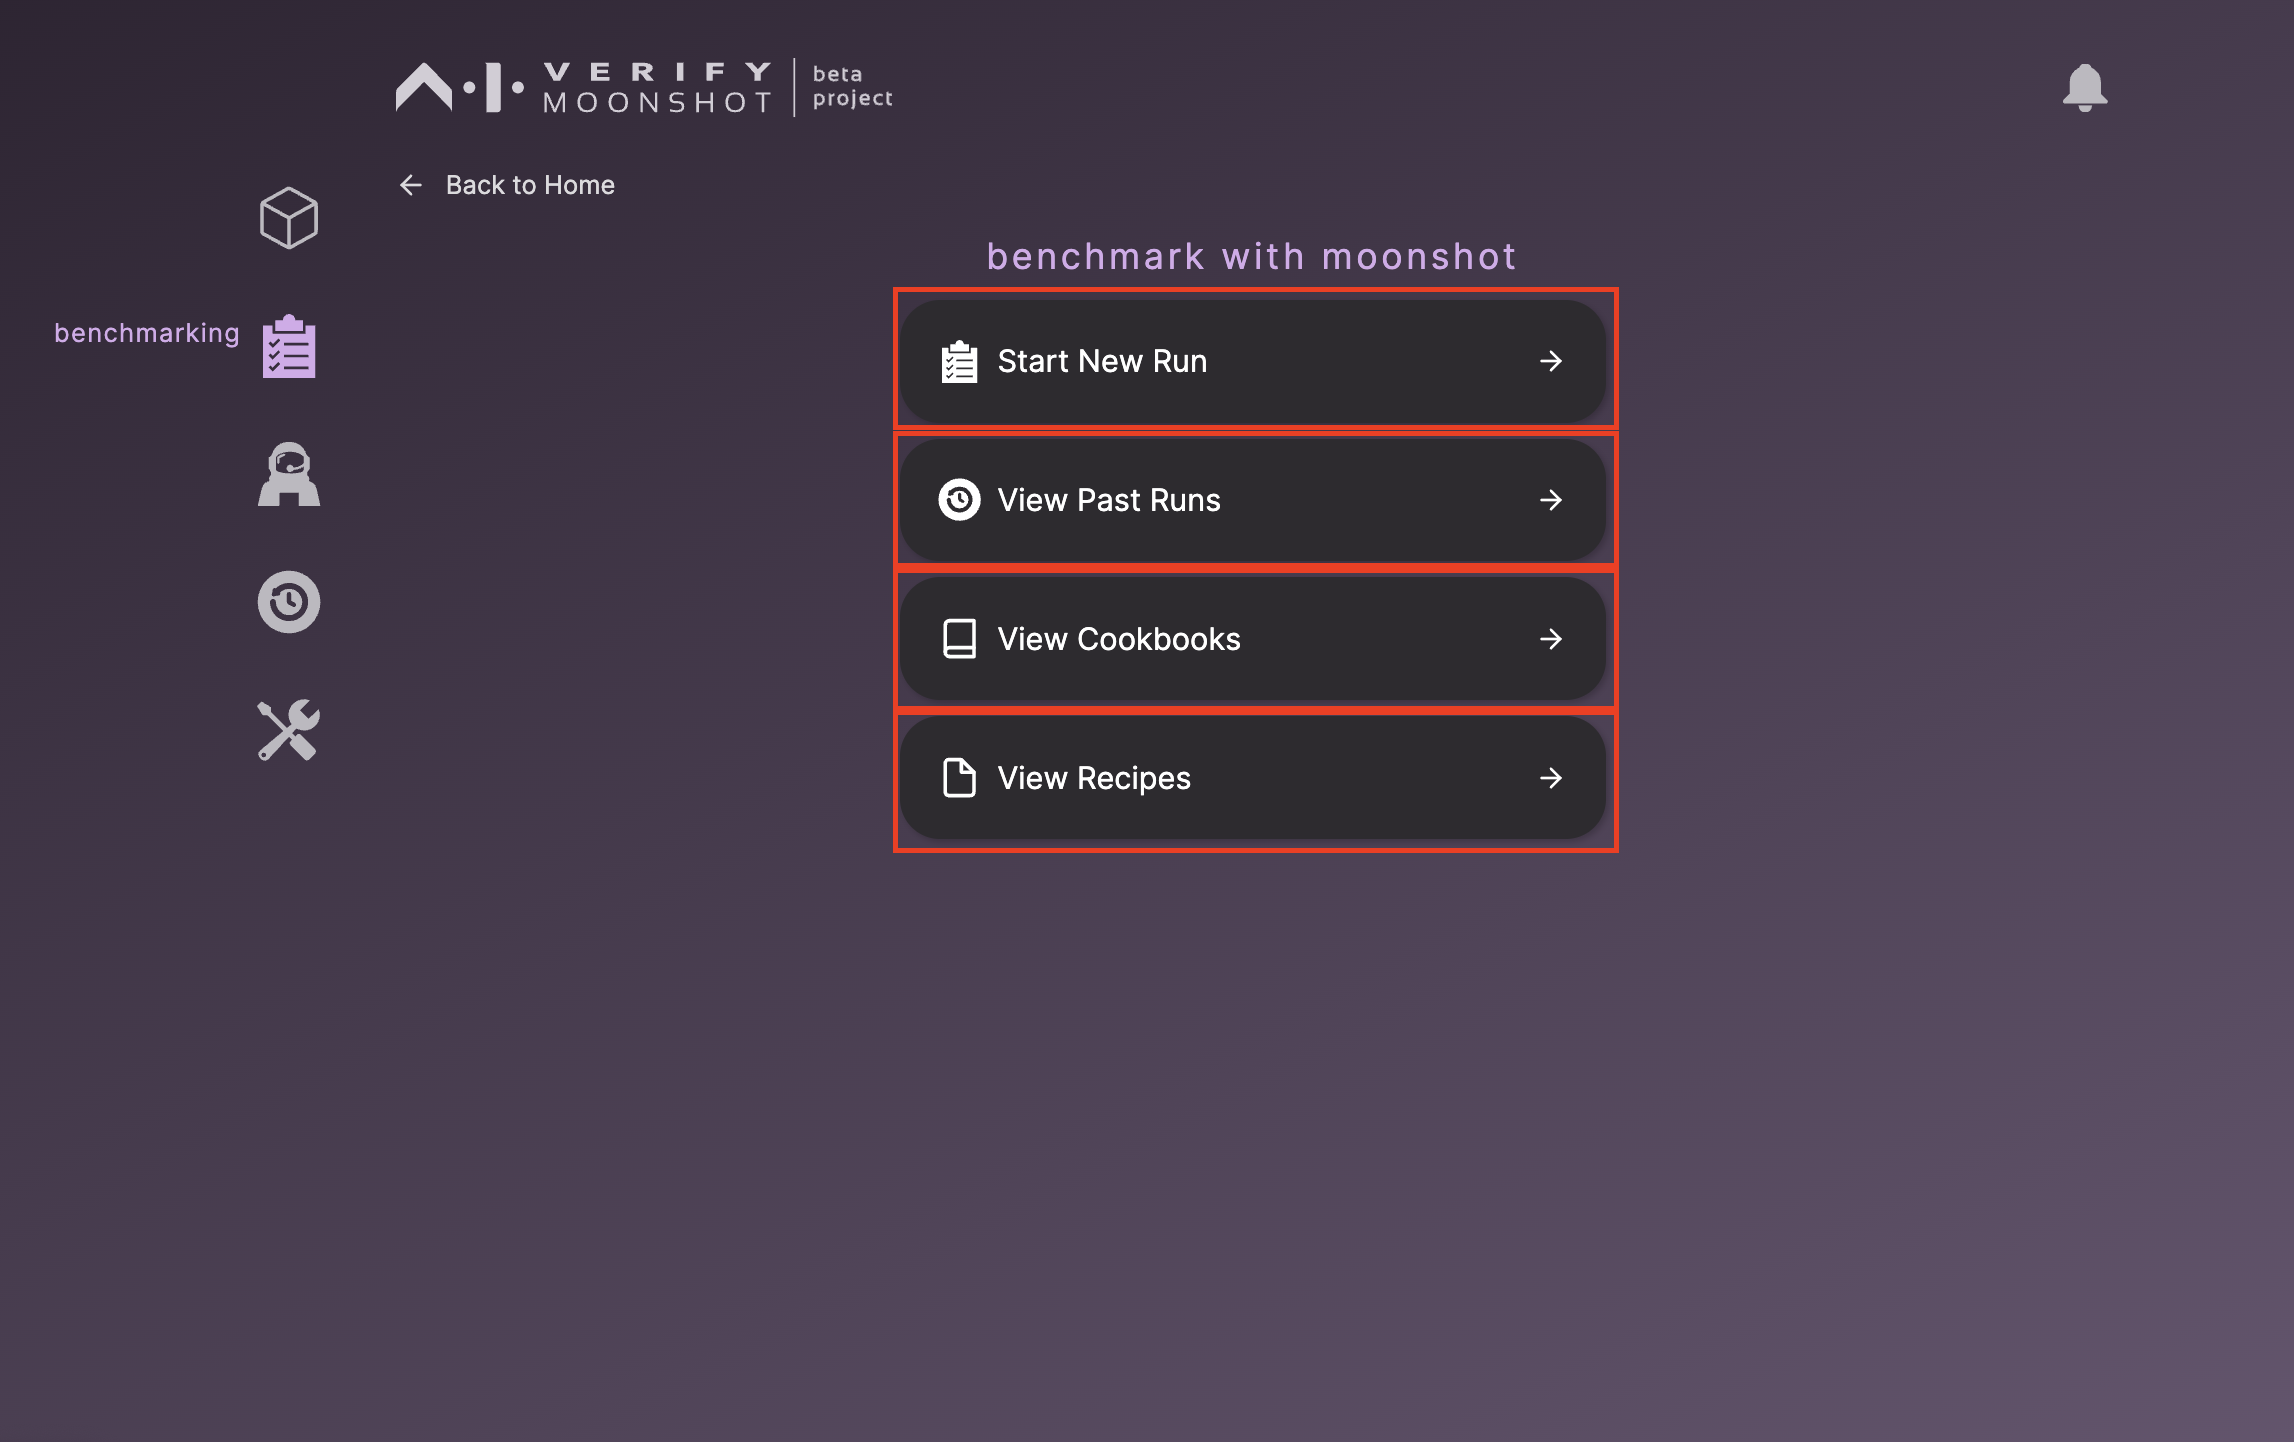 A.I. VERIFY
MOONSHOT
beta
project
Back to Home
benchmark with moonshot
benchmarking
Start New Run
View Past Runs
View Cookbooks
View Recipes